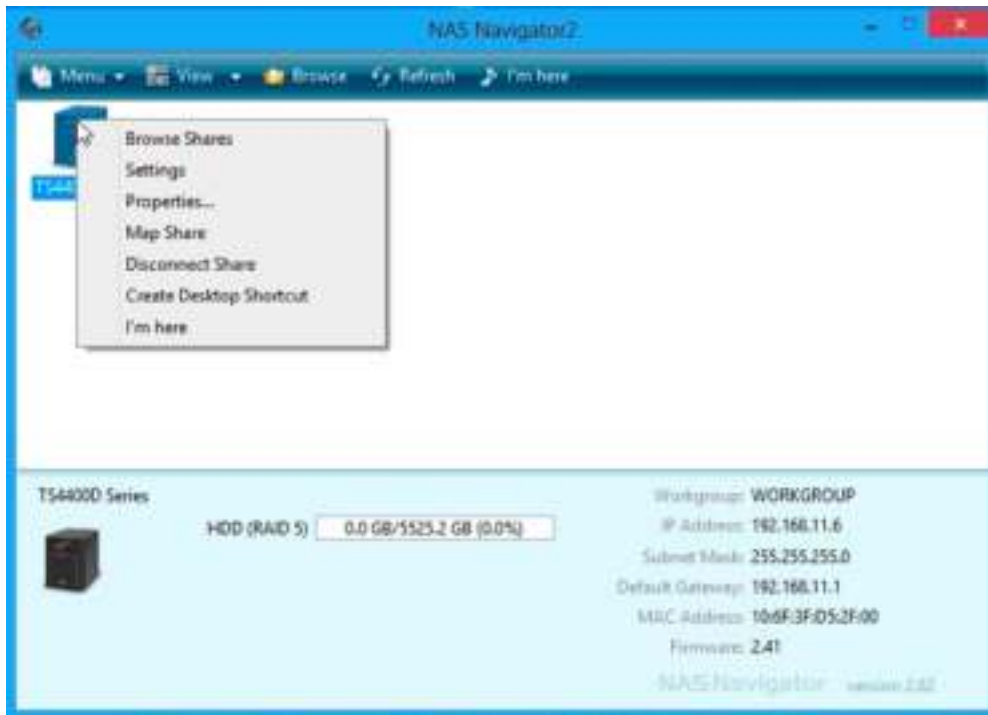 NAS Navigator2
Menu View Browse Refresh I'm here
Browse Shares
Settings
Properties...
Map Share
Disconnect Share
Create Desktop Shortcut
I'm here
TS4400D Series
HDD (RAID 5) 0.0 GB/5525.2 GB (0.0%)
Workgroup: WORKGROUP
IP Address: 192.168.11.6
Subnet Mask: 255.255.255.0
Default Gateway: 192.168.11.1
MAC Address: 10:6F:3F:D5:2F:00
Firmware: 2.41
NAS Navigator